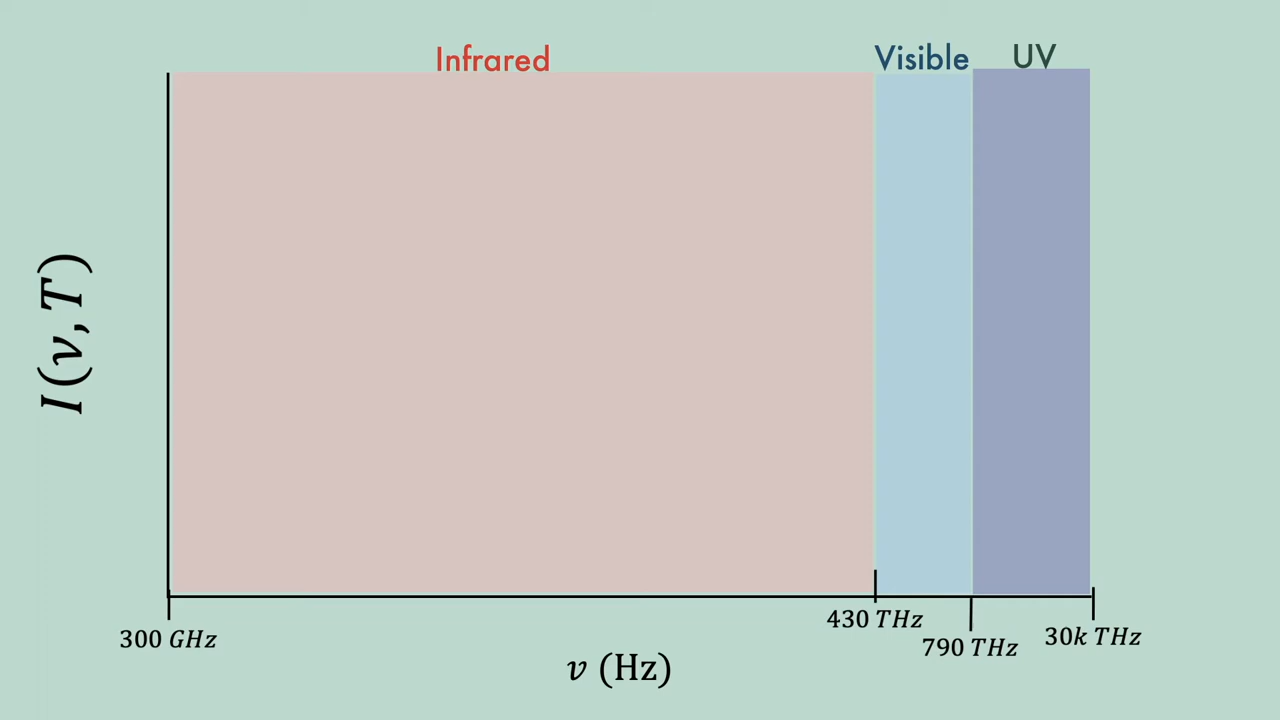 Infrared
Visible
UV
I(ν,T)
300 GHz
430 THz
790 THz
30k THz
ν (Hz)